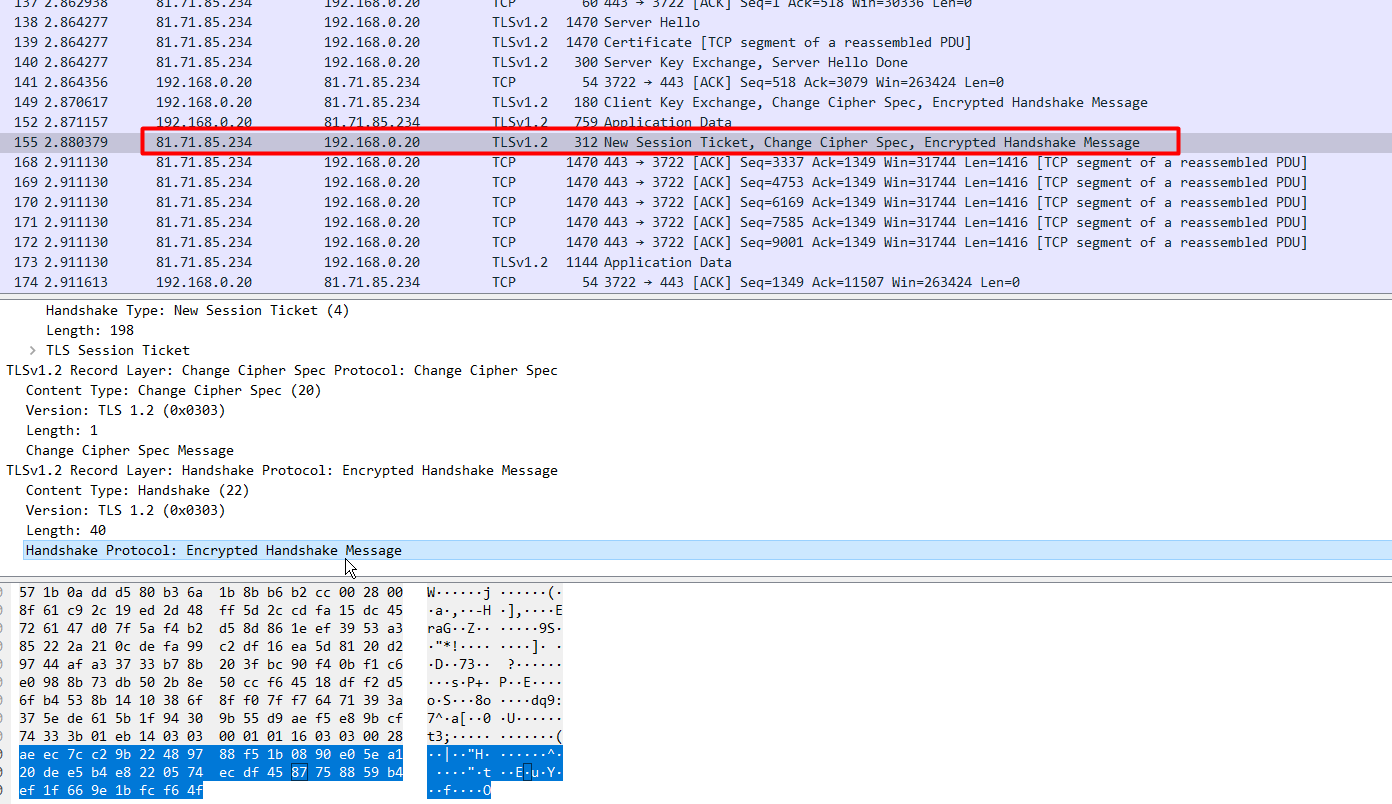 137 2.862938 81.71.85.234 192.168.0.20 TCP 60 443 → 3722 [ACK] Seq=1 Ack=518 Win=30336 Len=0
138 2.864277 81.71.85.234 192.168.0.20 TLSv1.2 1470 Server Hello
139 2.864277 81.71.85.234 192.168.0.20 TLSv1.2 1470 Certificate [TCP segment of a reassembled PDU]
140 2.864277 81.71.85.234 192.168.0.20 TLSv1.2 300 Server Key Exchange, Server Hello Done
141 2.864356 192.168.0.20 81.71.85.234 TCP 54 3722 → 443 [ACK] Seq=518 Ack=3079 Win=263424 Len=0
149 2.870617 192.168.0.20 81.71.85.234 TLSv1.2 180 Client Key Exchange, Change Cipher Spec, Encrypted Handshake Message
152 2.871157 192.168.0.20 81.71.85.234 TLSv1.2 759 Application Data
155 2.880379 81.71.85.234 192.168.0.20 TLSv1.2 312 New Session Ticket, Change Cipher Spec, Encrypted Handshake Message
168 2.911130 81.71.85.234 192.168.0.20 TCP 1470 443 → 3722 [ACK] Seq=3337 Ack=1349 Win=31744 Len=1416 [TCP segment of a reassembled PDU]
169 2.911130 81.71.85.234 192.168.0.20 TCP 1470 443 → 3722 [ACK] Seq=4753 Ack=1349 Win=31744 Len=1416 [TCP segment of a reassembled PDU]
170 2.911130 81.71.85.234 192.168.0.20 TCP 1470 443 → 3722 [ACK] Seq=6169 Ack=1349 Win=31744 Len=1416 [TCP segment of a reassembled PDU]
171 2.911130 81.71.85.234 192.168.0.20 TCP 1470 443 → 3722 [ACK] Seq=7585 Ack=1349 Win=31744 Len=1416 [TCP segment of a reassembled PDU]
172 2.911130 81.71.85.234 192.168.0.20 TCP 1470 443 → 3722 [ACK] Seq=9001 Ack=1349 Win=31744 Len=1416 [TCP segment of a reassembled PDU]
173 2.911130 81.71.85.234 192.168.0.20 TLSv1.2 1144 Application Data
174 2.911613 192.168.0.20 81.71.85.234 TCP 54 3722 → 443 [ACK] Seq=1349 Ack=11507 Win=263424 Len=0
Handshake Type: New Session Ticket (4)
Length: 198
TLS Session Ticket
TLSv1.2 Record Layer: Change Cipher Spec Protocol: Change Cipher Spec
Content Type: Change Cipher Spec (20)
Version: TLS 1.2 (0x0303)
Length: 1
Change Cipher Spec Message
TLSv1.2 Record Layer: Handshake Protocol: Encrypted Handshake Message
Content Type: Handshake (22)
Version: TLS 1.2 (0x0303)
Length: 40
Handshake Protocol: Encrypted Handshake Message
57 1b 0a dd d5 80 b3 6a 1b 8b b6 b2 cc 00 28 00 W······j ······(·
8f 61 c9 2c 19 ed 2d 48 ff 5d 2c cd fa 15 dc 45 ·a·,··-H ·],····E
72 61 47 d0 7f 5a f4 b2 d5 8d 86 1e ef 39 53 a3 raG··Z·· ·····9S·
85 22 2a 21 0c de fa 99 c2 df 16 ea 5d 81 20 d2 ·"*!···· ····]· ·
97 44 af a3 37 33 b7 8b 20 3f bc 90 f4 0b f1 c6 ·D··73·· ?······
e0 98 8b 73 db 50 2b 8e 50 cc f6 45 18 df f2 d5 ···s·P+· P··E····
6f b4 53 8b 14 10 38 6f 8f f0 7f f7 64 71 39 3a o·S···8o ····dq9:
37 5e de 61 5b 1f 94 30 9b 55 d9 ae f5 e8 9b cf 7^·a[··0 ·U······
74 33 3b 01 eb 14 03 03 00 01 01 16 03 03 00 28 t3;····· ·······(
ae ec 7c c2 9b 22 48 97 88 f5 1b 08 90 e0 5e a1 ··|··"H· ······^·
20 de e5 b4 e8 22 05 74 ec df 45 87 75 88 59 b4 ····"·t ··E·u·Y·
ef 1f 66 9e 1b fc f6 4f ··f····O